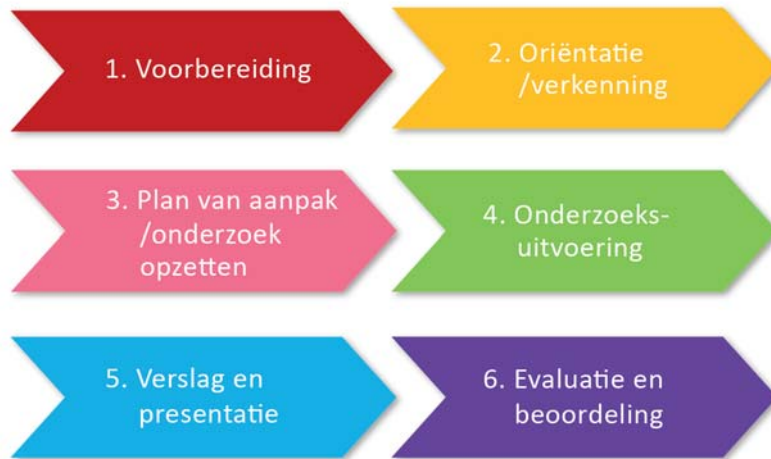 1. Voorbereiding
2. Oriëntatie
/verkenning
3. Plan van aanpak
/onderzoek
opzetten
4. Onderzoeks-
uitvoering
5. Verslag en
presentatie
6. Evaluatie en
beoordeling